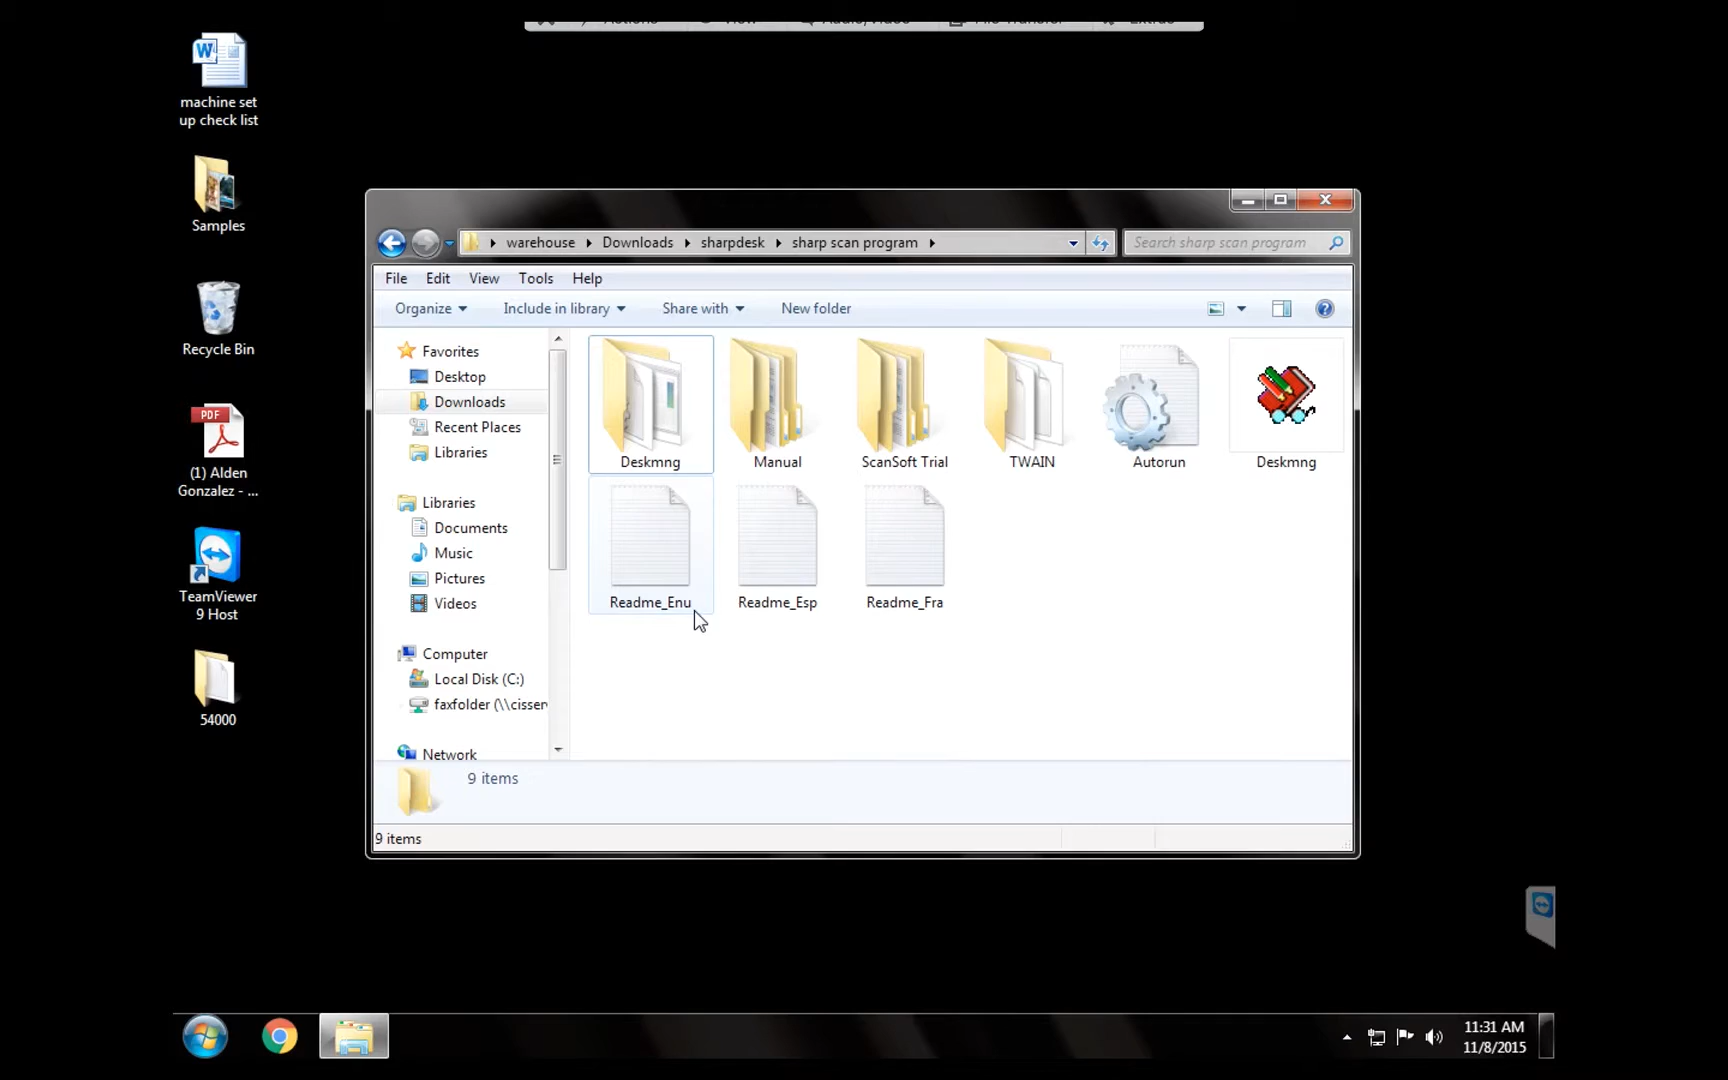 Actions View Audio/Video File Transfer Extras
machine set
up check list
Samples
Recycle Bin
PDF
(1) Alden
Gonzalez - ...
TeamViewer
9 Host
54000
warehouse Downloads sharpdesk sharp scan program
Search sharp scan program
File Edit View Tools Help
Organize Include in library Share with New folder
Favorites
Desktop
Downloads
Recent Places
Libraries
Libraries
Documents
Music
Pictures
Videos
Computer
Local Disk (C:)
faxfolder (\\cisserv
Network
Deskmng Manual ScanSoft Trial TWAIN Autorun Deskmng
Readme_Enu Readme_Esp Readme_Fra
9 items
9 items
11:31 AM
11/8/2015